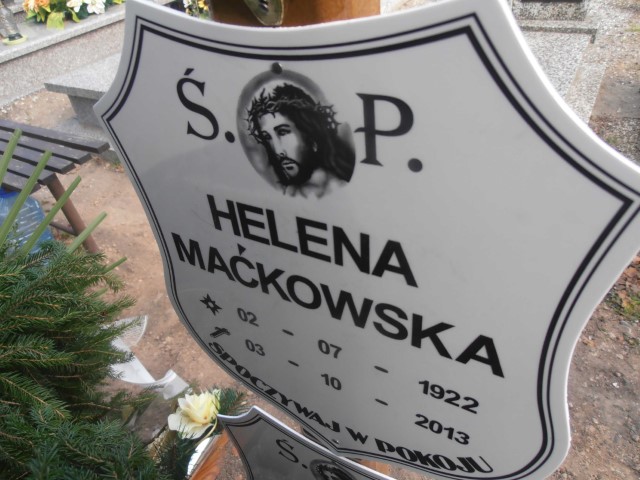 Ś. P.
HELENA
MAĆKOWSKA
02 - 07 - 1922
03 - 10 - 2013
SPOCZYWAJ W POKOJU
Ś.